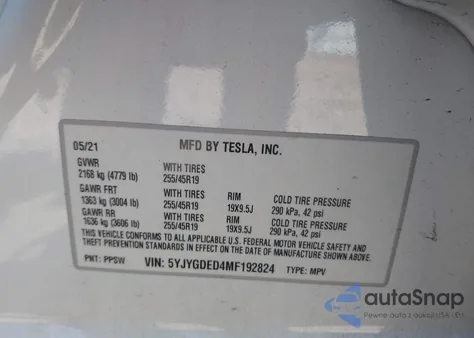 05/21 MFD BY TESLA, INC.
GVWR WITH TIRES
2168 kg (4779 lb) 255/45R19
GAWR FRT WITH TIRES RIM COLD TIRE PRESSURE
1363 kg (3004 lb) 255/45R19 19X9.5J 290 kPa, 42 psi
GAWR RR WITH TIRES RIM COLD TIRE PRESSURE
1636 kg (3606 lb) 255/45R19 19X9.5J 290 kPa, 42 psi
THIS VEHICLE CONFORMS TO ALL APPLICABLE U.S. FEDERAL MOTOR VEHICLE SAFETY AND
THEFT PREVENTION STANDARDS IN EFFECT ON THE DATE OF MANUFACTURE SHOWN ABOVE.
PNT: PPSW VIN: 5YJYGDED4MF192824 TYPE: MPV
autoSnap
Pewne auta z aukcji USA